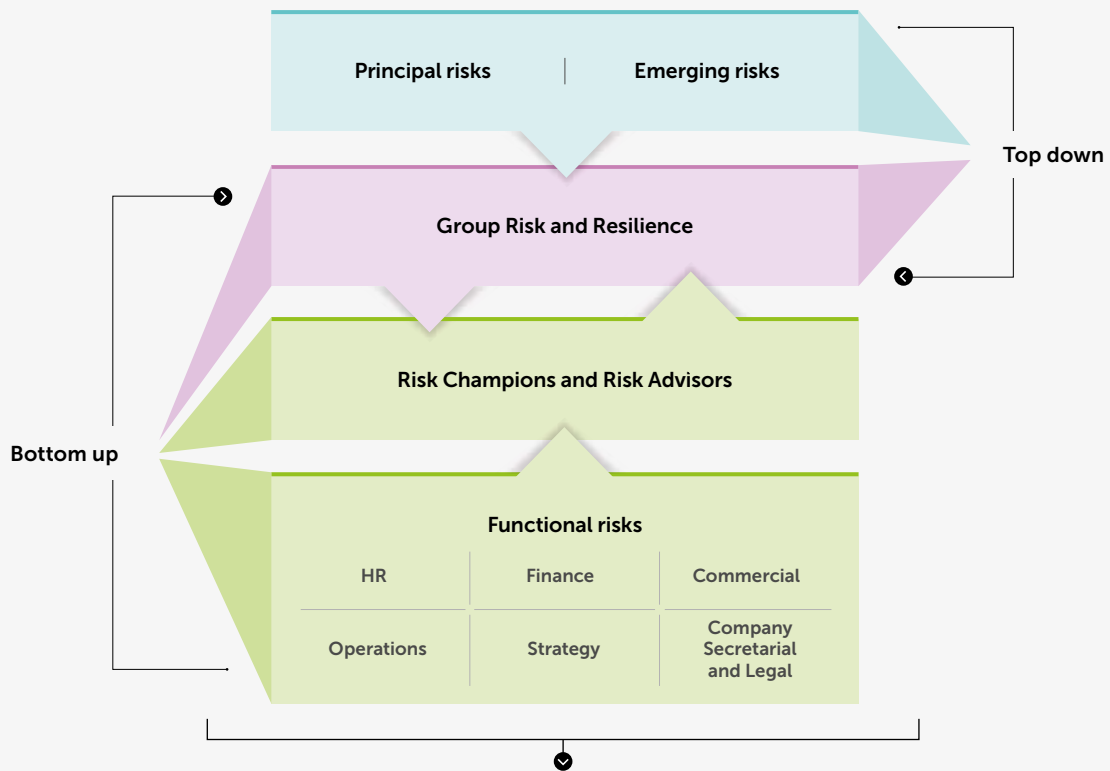 Principal risks
Emerging risks
Top down
Group Risk and Resilience
Risk Champions and Risk Advisors
Bottom up
Functional risks
HR
Finance
Commercial
Operations
Strategy
Company
Secretarial
and Legal